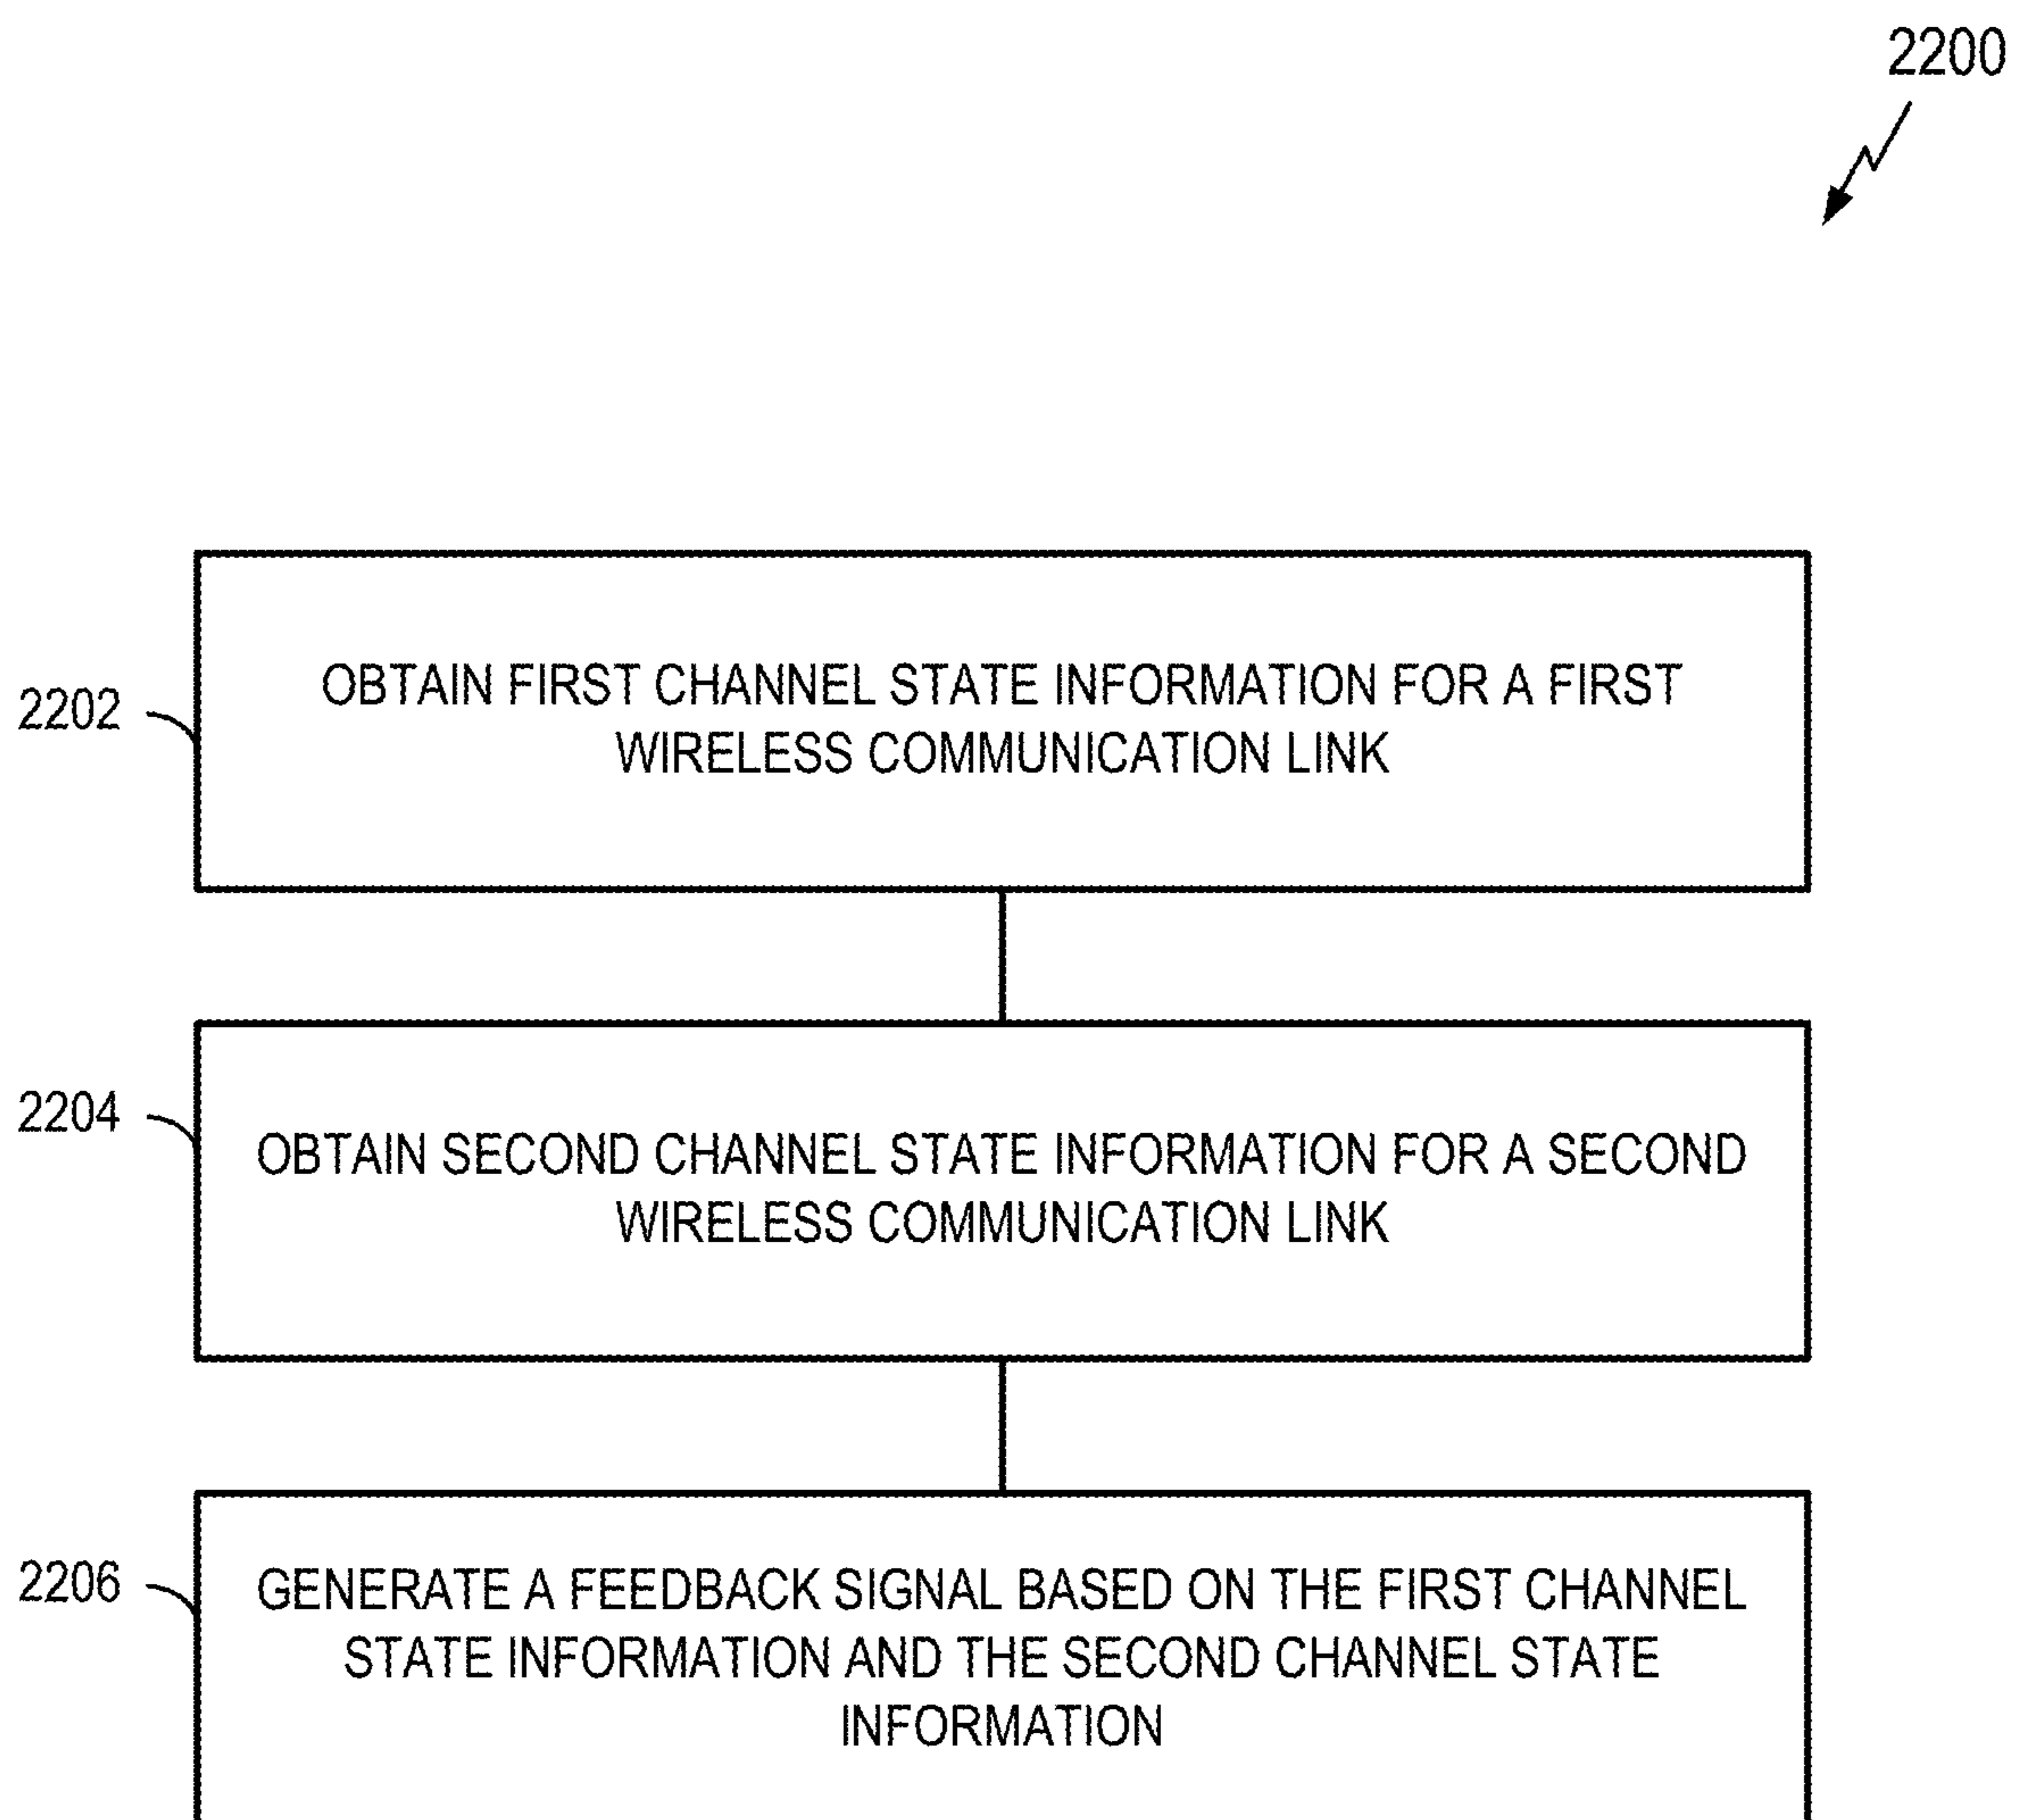 2200
2202
OBTAIN FIRST CHANNEL STATE INFORMATION FOR A FIRST
WIRELESS COMMUNICATION LINK
2204
OBTAIN SECOND CHANNEL STATE INFORMATION FOR A SECOND
WIRELESS COMMUNICATION LINK
2206
GENERATE A FEEDBACK SIGNAL BASED ON THE FIRST CHANNEL
STATE INFORMATION AND THE SECOND CHANNEL STATE
INFORMATION